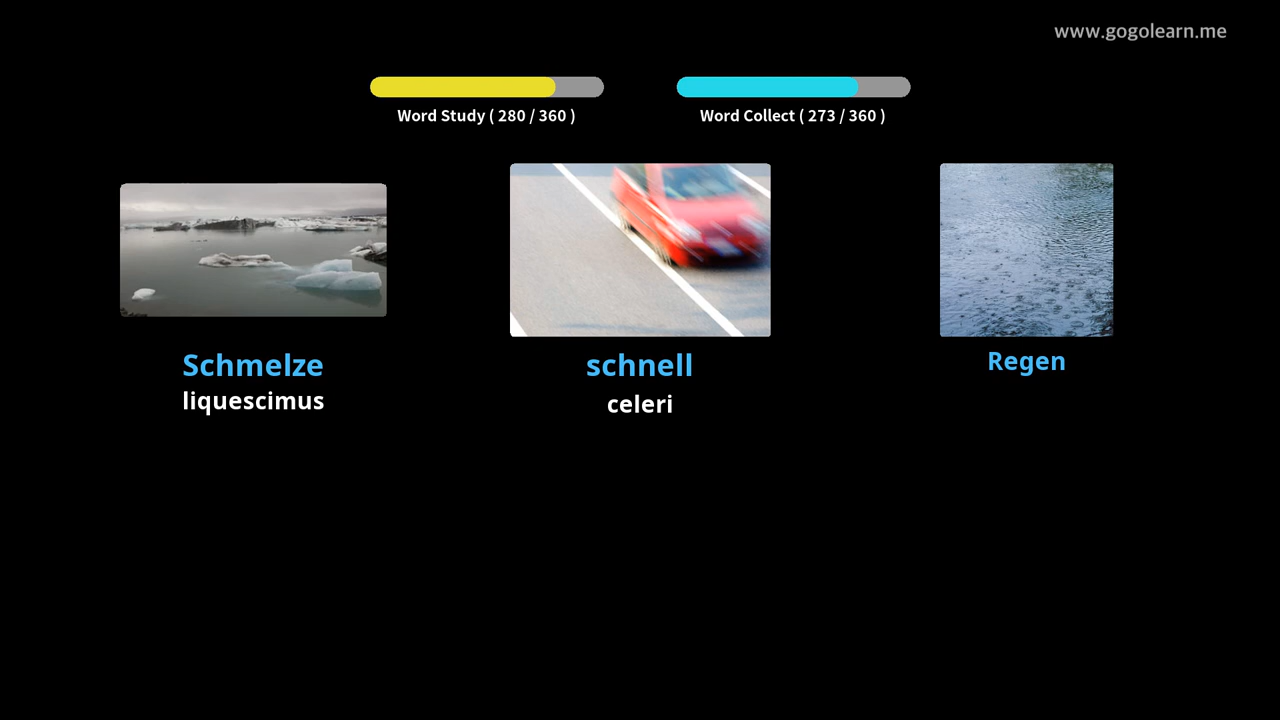 www.gogolearn.me
Word Study ( 280 / 360 )
Word Collect ( 273 / 360 )
Schmelze
liquescimus
schnell
celeri
Regen